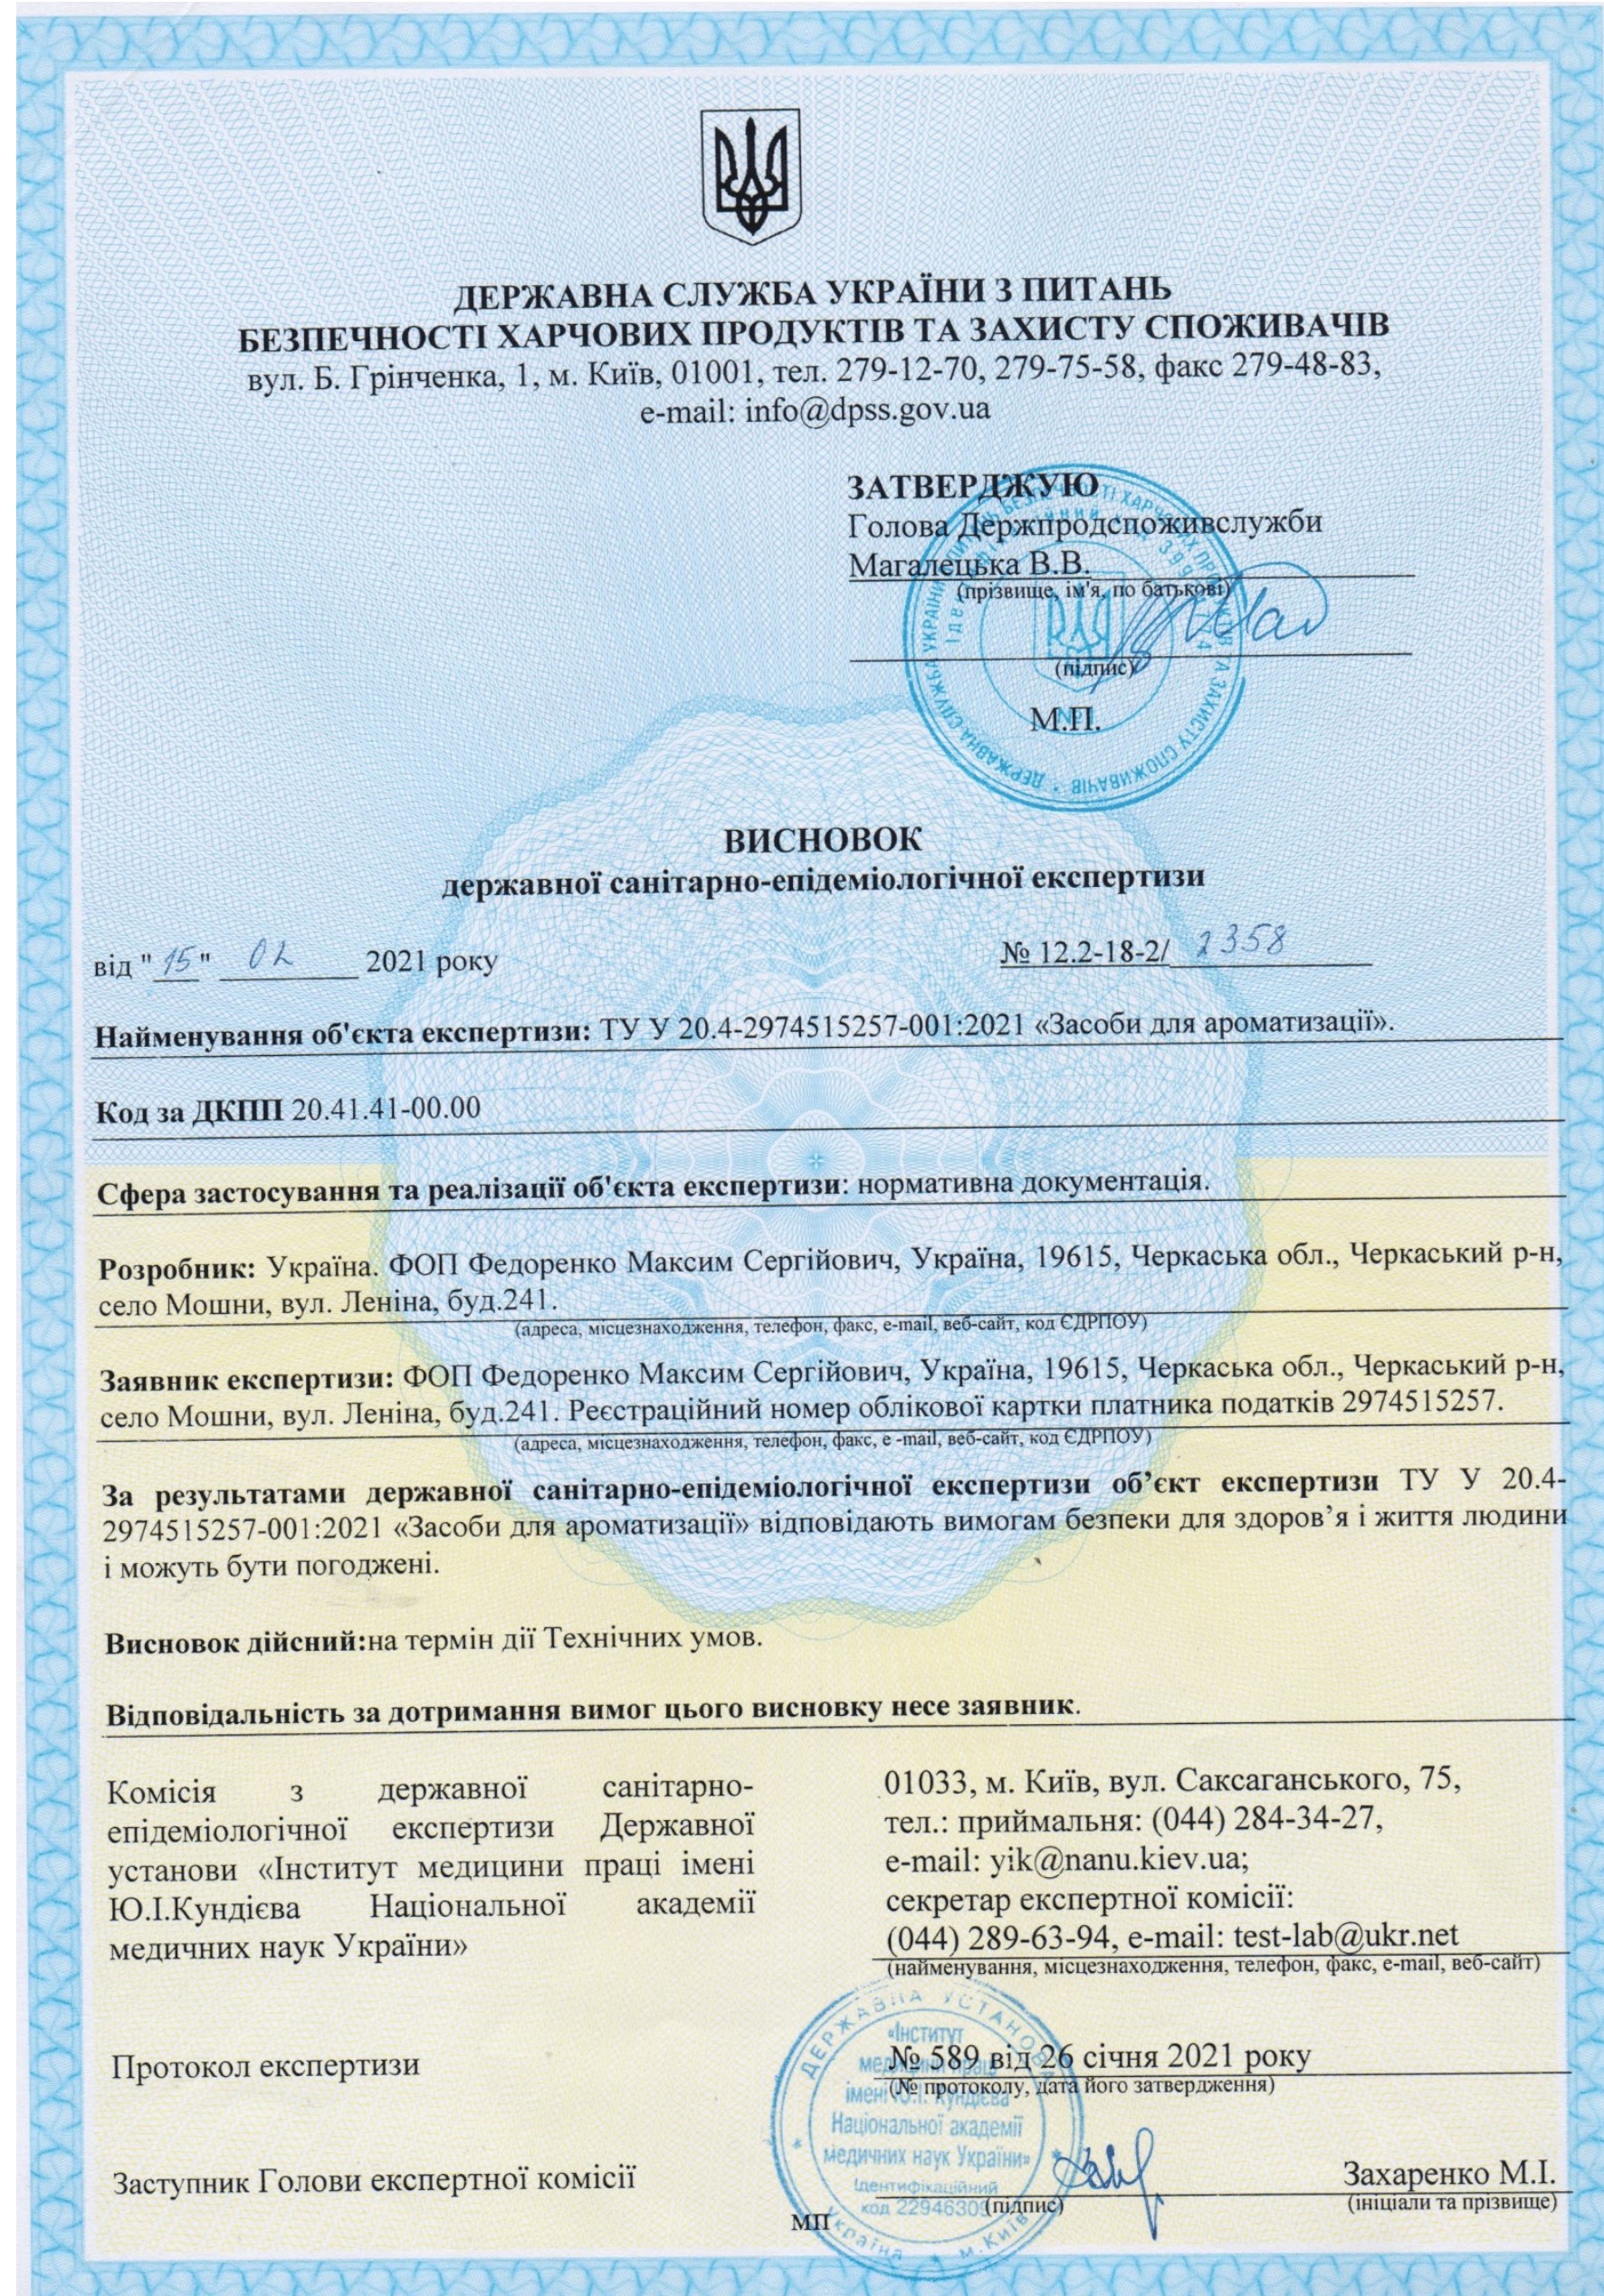 ДЕРЖАВНА СЛУЖБА УКРАЇНИ З ПИТАНЬ
БЕЗПЕЧНОСТІ ХАРЧОВИХ ПРОДУКТІВ ТА ЗАХИСТУ СПОЖИВАЧІВ
вул. Б. Грінченка, 1, м. Київ, 01001, тел. 279-12-70, 279-75-58, факс 279-48-83,
e-mail: info@dpss.gov.ua
ЗАТВЕРДЖУЮ
Голова Держпродспоживслужби
Магалецька В.В.
(прізвище, ім'я, по батькові)
(підпис)
М.П.
ВИСНОВОК
державної санітарно-епідеміологічної експертизи
від "15" 02 2021 року
№ 12.2-18-2/ 2358
Найменування об'єкта експертизи: ТУ У 20.4-2974515257-001:2021 «Засоби для ароматизації».
Код за ДКПП 20.41.41-00.00
Сфера застосування та реалізації об'єкта експертизи: нормативна документація.
Розробник: Україна. ФОП Федоренко Максим Сергійович, Україна, 19615, Черкаська обл., Черкаський р-н,
село Мошни, вул. Леніна, буд.241.
(адреса, місцезнаходження, телефон, факс, e-mail, веб-сайт, код ЄДРПОУ)
Заявник експертизи: ФОП Федоренко Максим Сергійович, Україна, 19615, Черкаська обл., Черкаський р-н,
село Мошни, вул. Леніна, буд.241. Реєстраційний номер облікової картки платника податків 2974515257.
(адреса, місцезнаходження, телефон, факс, e -mail, веб-сайт, код ЄДРПОУ)
За результатами державної санітарно-епідеміологічної експертизи об’єкт експертизи ТУ У 20.4-
2974515257-001:2021 «Засоби для ароматизації» відповідають вимогам безпеки для здоров’я і життя людини
і можуть бути погоджені.
Висновок дійсний:на термін дії Технічних умов.
Відповідальність за дотримання вимог цього висновку несе заявник.
Комісія з державної санітарно-
епідеміологічної експертизи Державної
установи «Інститут медицини праці імені
Ю.І.Кундієва Національної академії
медичних наук України»
01033, м. Київ, вул. Саксаганського, 75,
тел.: приймальня: (044) 284-34-27,
e-mail: yik@nanu.kiev.ua;
секретар експертної комісії:
(044) 289-63-94, e-mail: test-lab@ukr.net
(найменування, місцезнаходження, телефон, факс, e-mail, веб-сайт)
Протокол експертизи
№ 589 від 26 січня 2021 року
(№ протоколу, дата його затвердження)
ДЕРЖАВНА УСТАНОВА
«Інститут
медицини праці
імені Ю.І. Кундієва
Національної академії
медичних наук України»
Ідентифікаційний
код 22946309
Україна * м.Київ
Заступник Голови експертної комісії
(підпис)
МП
Захаренко М.І.
(ініціали та прізвище)